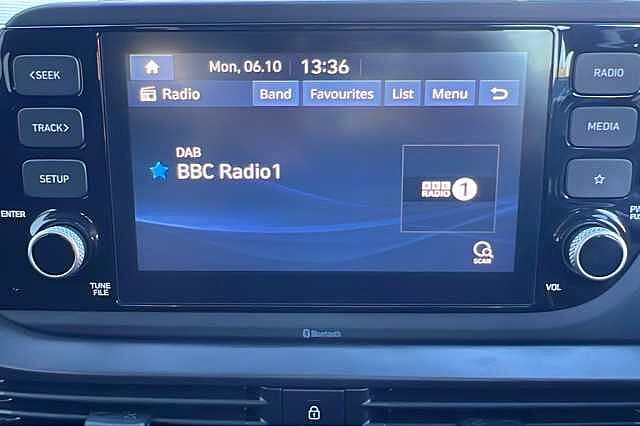 <SEEK
TRACK>
SETUP
ENTER
TUNE
FILE
Mon, 06.10 13:36
Radio Band Favourites List Menu
DAB
BBC Radio1
BBC
RADIO 1
SCAN
RADIO
MEDIA
VOL
Bluetooth